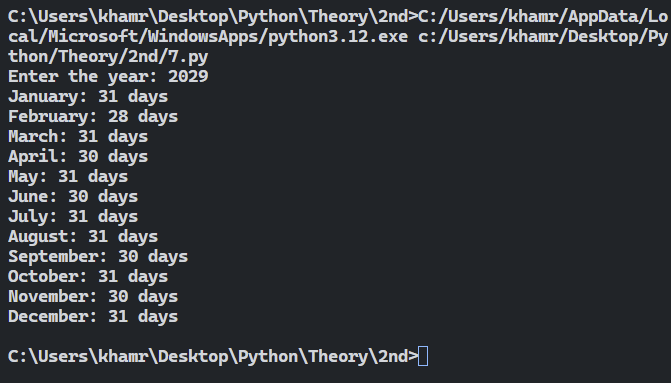 C:\Users\khamr\Desktop\Python\Theory\2nd>C:/Users/khamr/AppData/Lo
cal/Microsoft/WindowsApps/python3.12.exe c:/Users/khamr/Desktop/Py
thon/Theory/2nd/7.py
Enter the year: 2029
January: 31 days
February: 28 days
March: 31 days
April: 30 days
May: 31 days
June: 30 days
July: 31 days
August: 31 days
September: 30 days
October: 31 days
November: 30 days
December: 31 days
C:\Users\khamr\Desktop\Python\Theory\2nd>